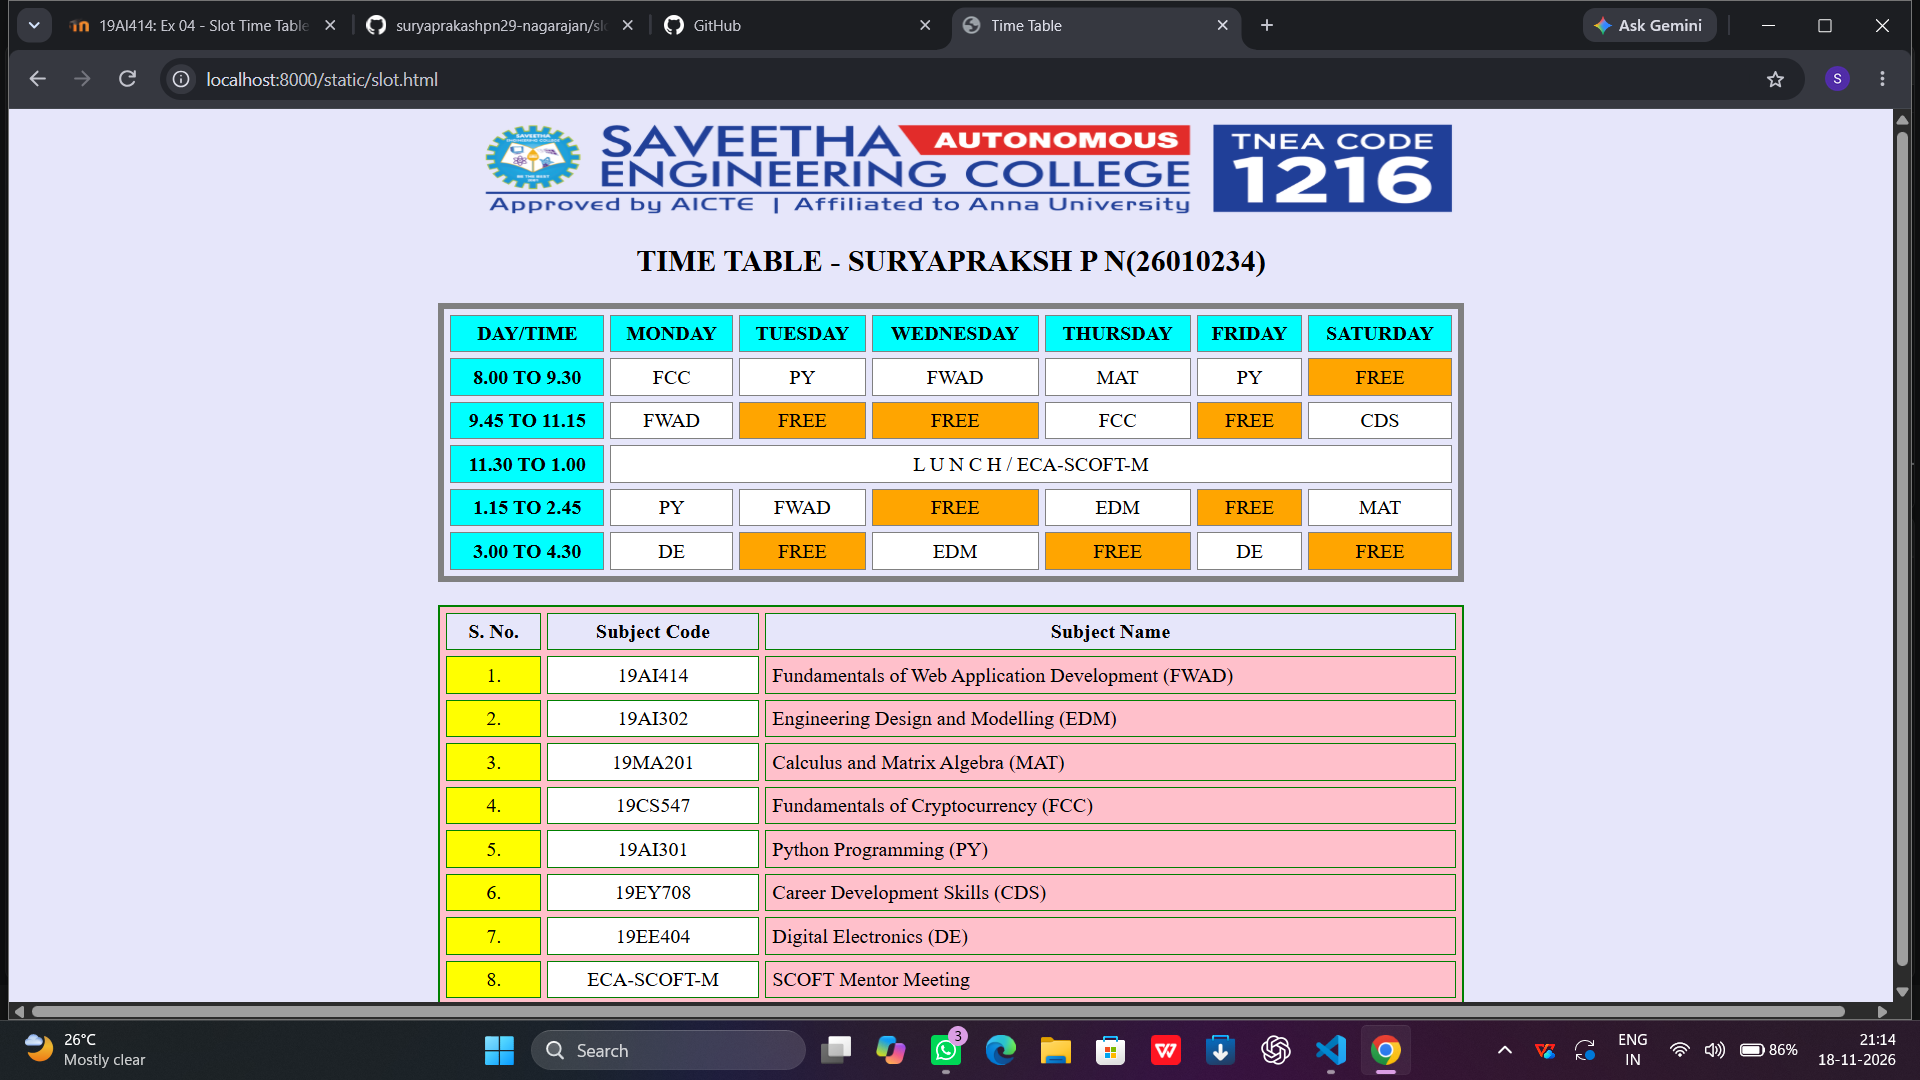 19AI414: Ex 04 - Slot Time Table
suryaprakashpn29-nagarajan/slo
GitHub
Time Table
Ask Gemini
localhost:8000/static/slot.html
S
SAVEETHA AUTONOMOUS
ENGINEERING COLLEGE
Approved by AICTE | Affiliated to Anna University
TNEA CODE
1216
TIME TABLE - SURYAPRAKSH P N(26010234)
DAY/TIME MONDAY TUESDAY WEDNESDAY THURSDAY FRIDAY SATURDAY
8.00 TO 9.30 FCC PY FWAD MAT PY FREE
9.45 TO 11.15 FWAD FREE FREE FCC FREE CDS
11.30 TO 1.00 L U N C H / ECA-SCOFT-M
1.15 TO 2.45 PY FWAD FREE EDM FREE MAT
3.00 TO 4.30 DE FREE EDM FREE DE FREE
S. No. Subject Code Subject Name
1. 19AI414 Fundamentals of Web Application Development (FWAD)
2. 19AI302 Engineering Design and Modelling (EDM)
3. 19MA201 Calculus and Matrix Algebra (MAT)
4. 19CS547 Fundamentals of Cryptocurrency (FCC)
5. 19AI301 Python Programming (PY)
6. 19EY708 Career Development Skills (CDS)
7. 19EE404 Digital Electronics (DE)
8. ECA-SCOFT-M SCOFT Mentor Meeting
26°C
Mostly clear
Search
3
ENG
IN
86%
21:14
18-11-2026